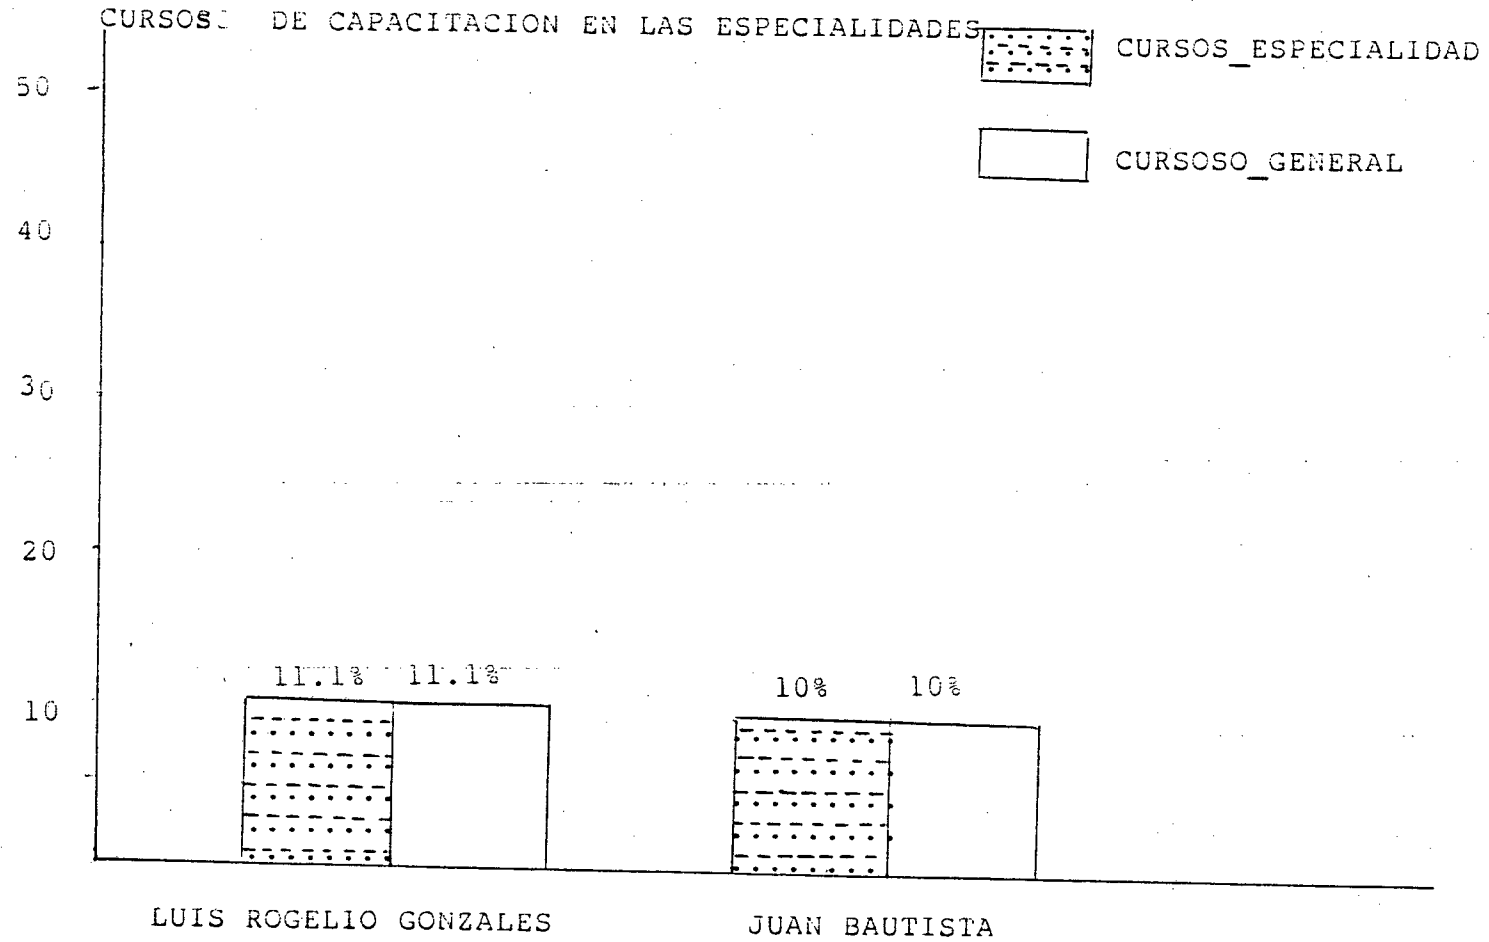 CURSOS DE CAPACITACION EN LAS ESPECIALIDADES
CURSOS_ESPECIALIDAD
CURSOSO_GENERAL
50
40
30
20
10
11.1% 11.1%
10% 10%
LUIS ROGEL1O GONZALES
JUAN BAUTISTA